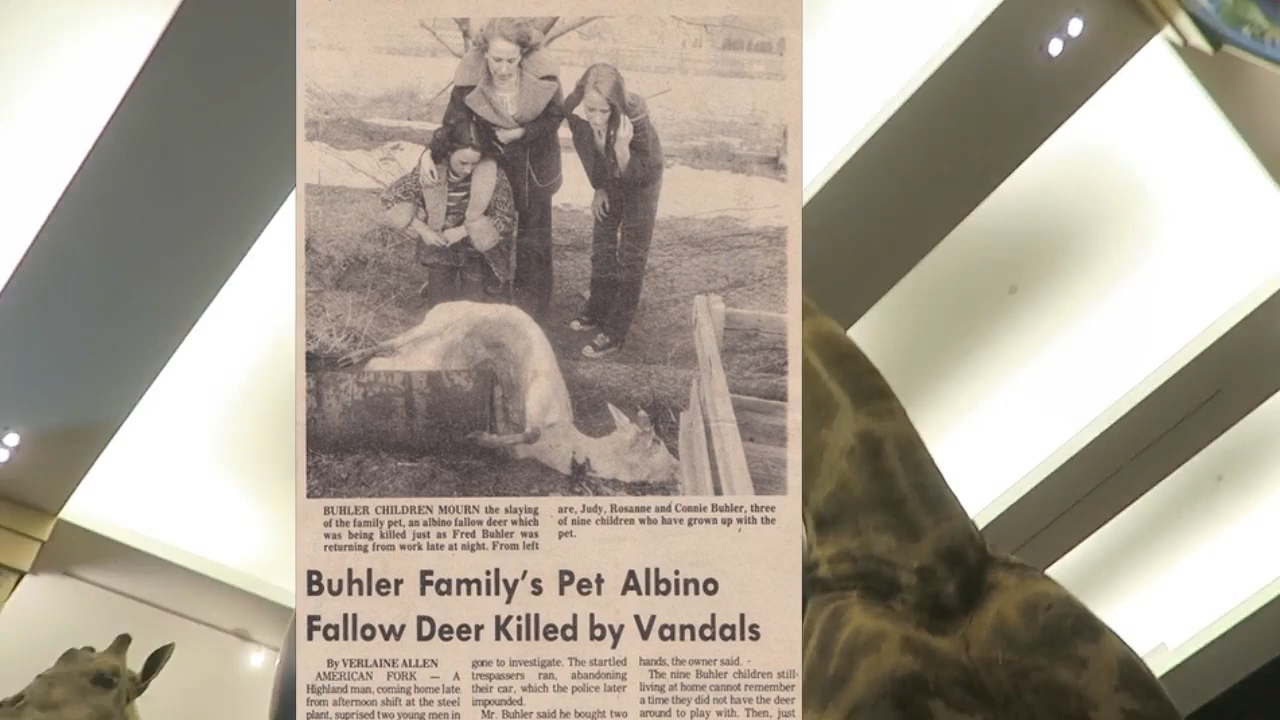 BUHLER CHILDREN MOURN the slaying
of the family pet, an albino fallow deer which
was being killed just as Fred Buhler was
returning from work late at night. From left
are, Judy, Rosanne and Connie Buhler, three
of nine children who have grown up with the
pet.
Buhler Family's Pet Albino
Fallow Deer Killed by Vandals
By VERLAINE ALLEN
AMERICAN FORK — A
Highland man, coming home late
from afternoon shift at the steel
plant, suprised two young men in
gone to investigate. The startled
trespassers ran, abandoning
their car, which the police later
impounded.
Mr. Buhler said he bought two
hands, the owner said.
The nine Buhler children still
living at home cannot remember
a time they did not have the deer
around to play with. Then, just